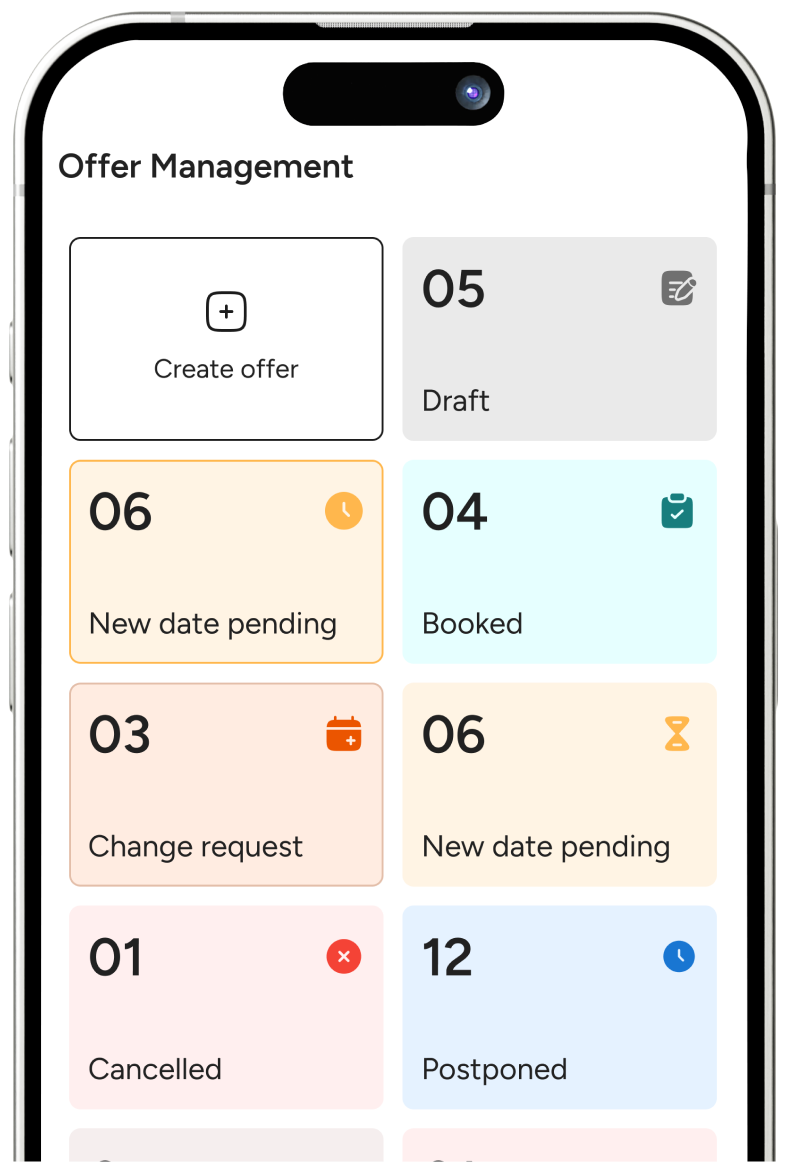 Offer Management
Create offer
05
Draft
06
New date pending
04
Booked
03
Change request
06
New date pending
01
Cancelled
12
Postponed